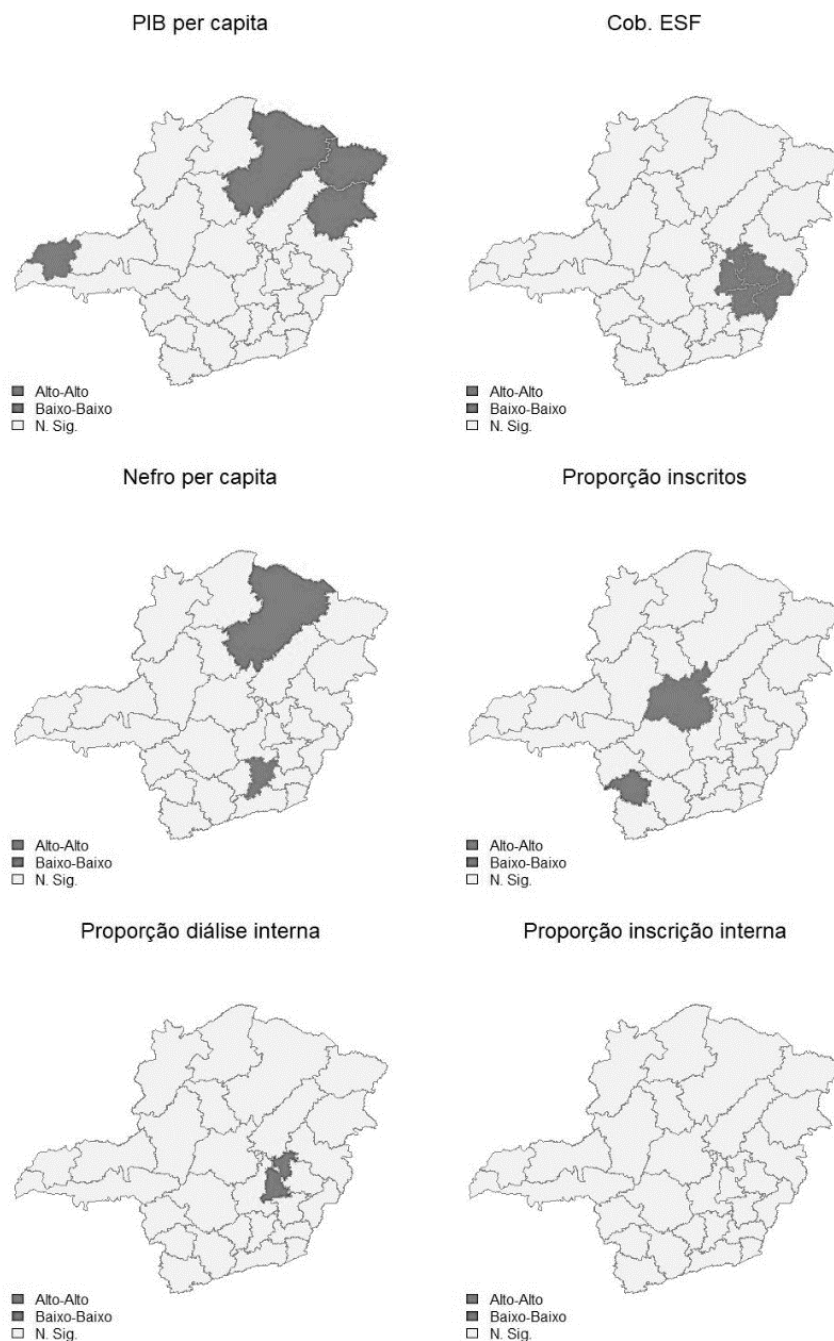 PIB per capita
Cob. ESF
Alto-Alto
Baixo-Baixo
N. Sig.
Alto-Alto
Baixo-Baixo
N. Sig.
Nefro per capita
Proporção inscritos
Alto-Alto
Baixo-Baixo
N. Sig.
Alto-Alto
Baixo-Baixo
N. Sig.
Proporção diálise interna
Proporção inscrição interna
Alto-Alto
Baixo-Baixo
N. Sig.
Alto-Alto
Baixo-Baixo
N. Sig.